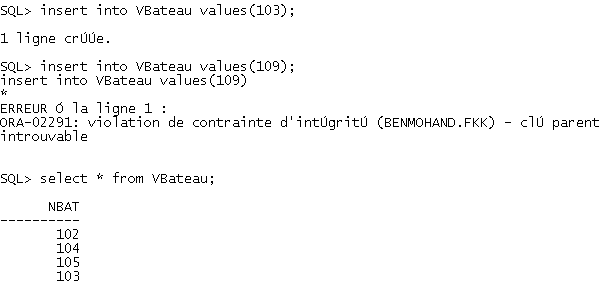 SQL> insert into VBateau values(103);
1 ligne crÚÚe.
SQL> insert into VBateau values(109);
insert into VBateau values(109)
*
ERREUR Ó la ligne 1 :
ORA-02291: violation de contrainte d'intÚgritÚ (BENMOHAND.FKK) - clÚ parent
introuvable
SQL> select * from VBateau;
NBAT
----------
102
104
105
103